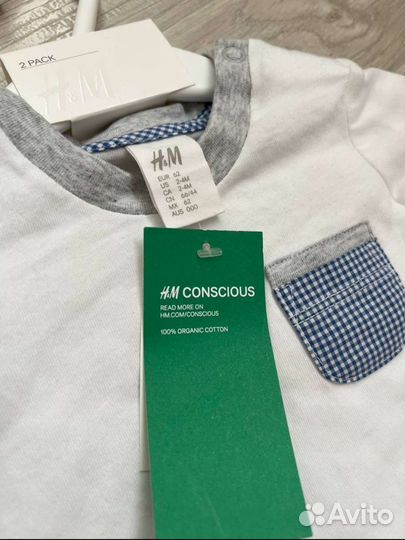 2 PACK
H&M
H&M
EUR 62
US 2-4M
CA 2-4M
CN 66/44
MX 62
AUS 000
H&M CONSCIOUS
READ MORE ON
HM.COM/CONSCIOUS
100% ORGANIC COTTON
Avito